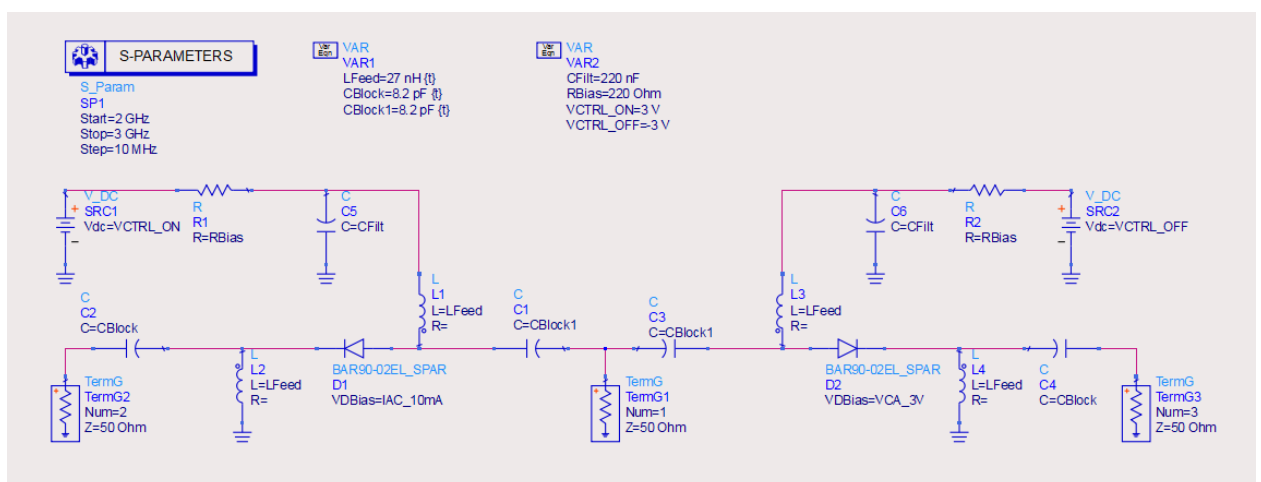 S-PARAMETERS
S_Param
SP1
Start=2 GHz
Stop=3 GHz
Step=10 MHz
Var
Eqn
VAR
VAR1
LFeed=27 nH {t}
CBlock=8.2 pF {t}
CBlock1=8.2 pF {t}
Var
Eqn
VAR
VAR2
CFilt=220 nF
RBias=220 Ohm
VCTRL_ON=3 V
VCTRL_OFF=-3 V
V_DC
SRC1
Vdc=VCTRL_ON
R
R1
R=RBias
C
C5
C=CFilt
C
C6
C=CFilt
R
R2
R=RBias
V_DC
SRC2
Vdc=VCTRL_OFF
C
C2
C=CBlock
L
L1
L=LFeed
R=
C
C1
C=CBlock1
C
C3
C=CBlock1
L
L3
L=LFeed
R=
TermG
TermG2
Num=2
Z=50 Ohm
L
L2
L=LFeed
R=
BAR90-02EL_SPAR
D1
VDBias=IAC_10mA
TermG
TermG1
Num=1
Z=50 Ohm
BAR90-02EL_SPAR
D2
VDBias=VCA_3V
L
L4
L=LFeed
R=
C
C4
C=CBlock
TermG
TermG3
Num=3
Z=50 Ohm